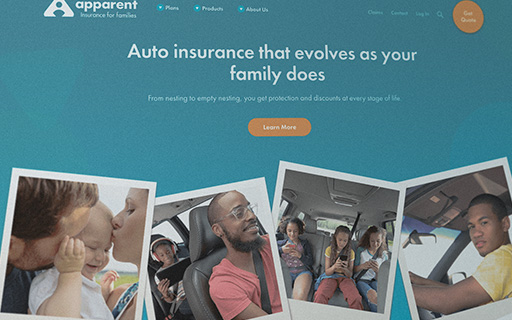 apparent
Insurance for families
Plans
Products
About Us
Claims
Contact
Log In
Get Quote
Auto insurance that evolves as your
family does
From nesting to empty nesting, you get protection and discounts at every stage of life.
Learn More